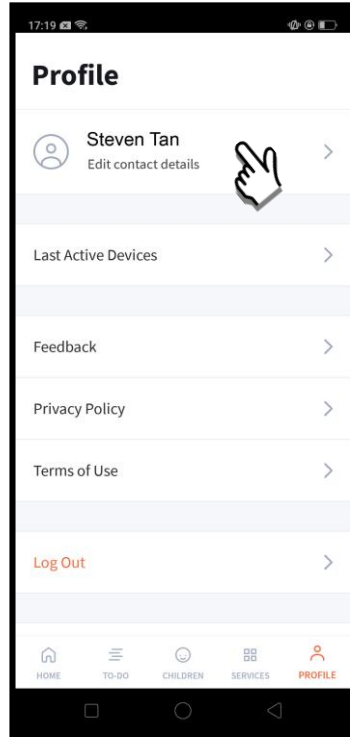 17:19
Profile
Steven Tan
Edit contact details
Last Active Devices
Feedback
Privacy Policy
Terms of Use
Log Out
HOME TO-DO CHILDREN SERVICES PROFILE